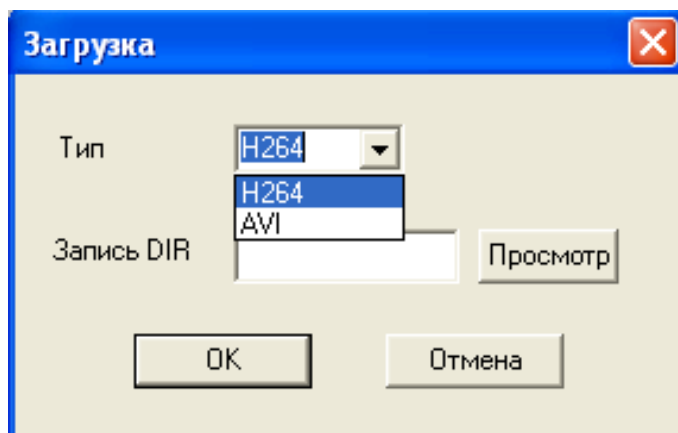 Загрузка
Тип
H264
H264
AVI
Запись DIR
Просмотр
OK
Отмена